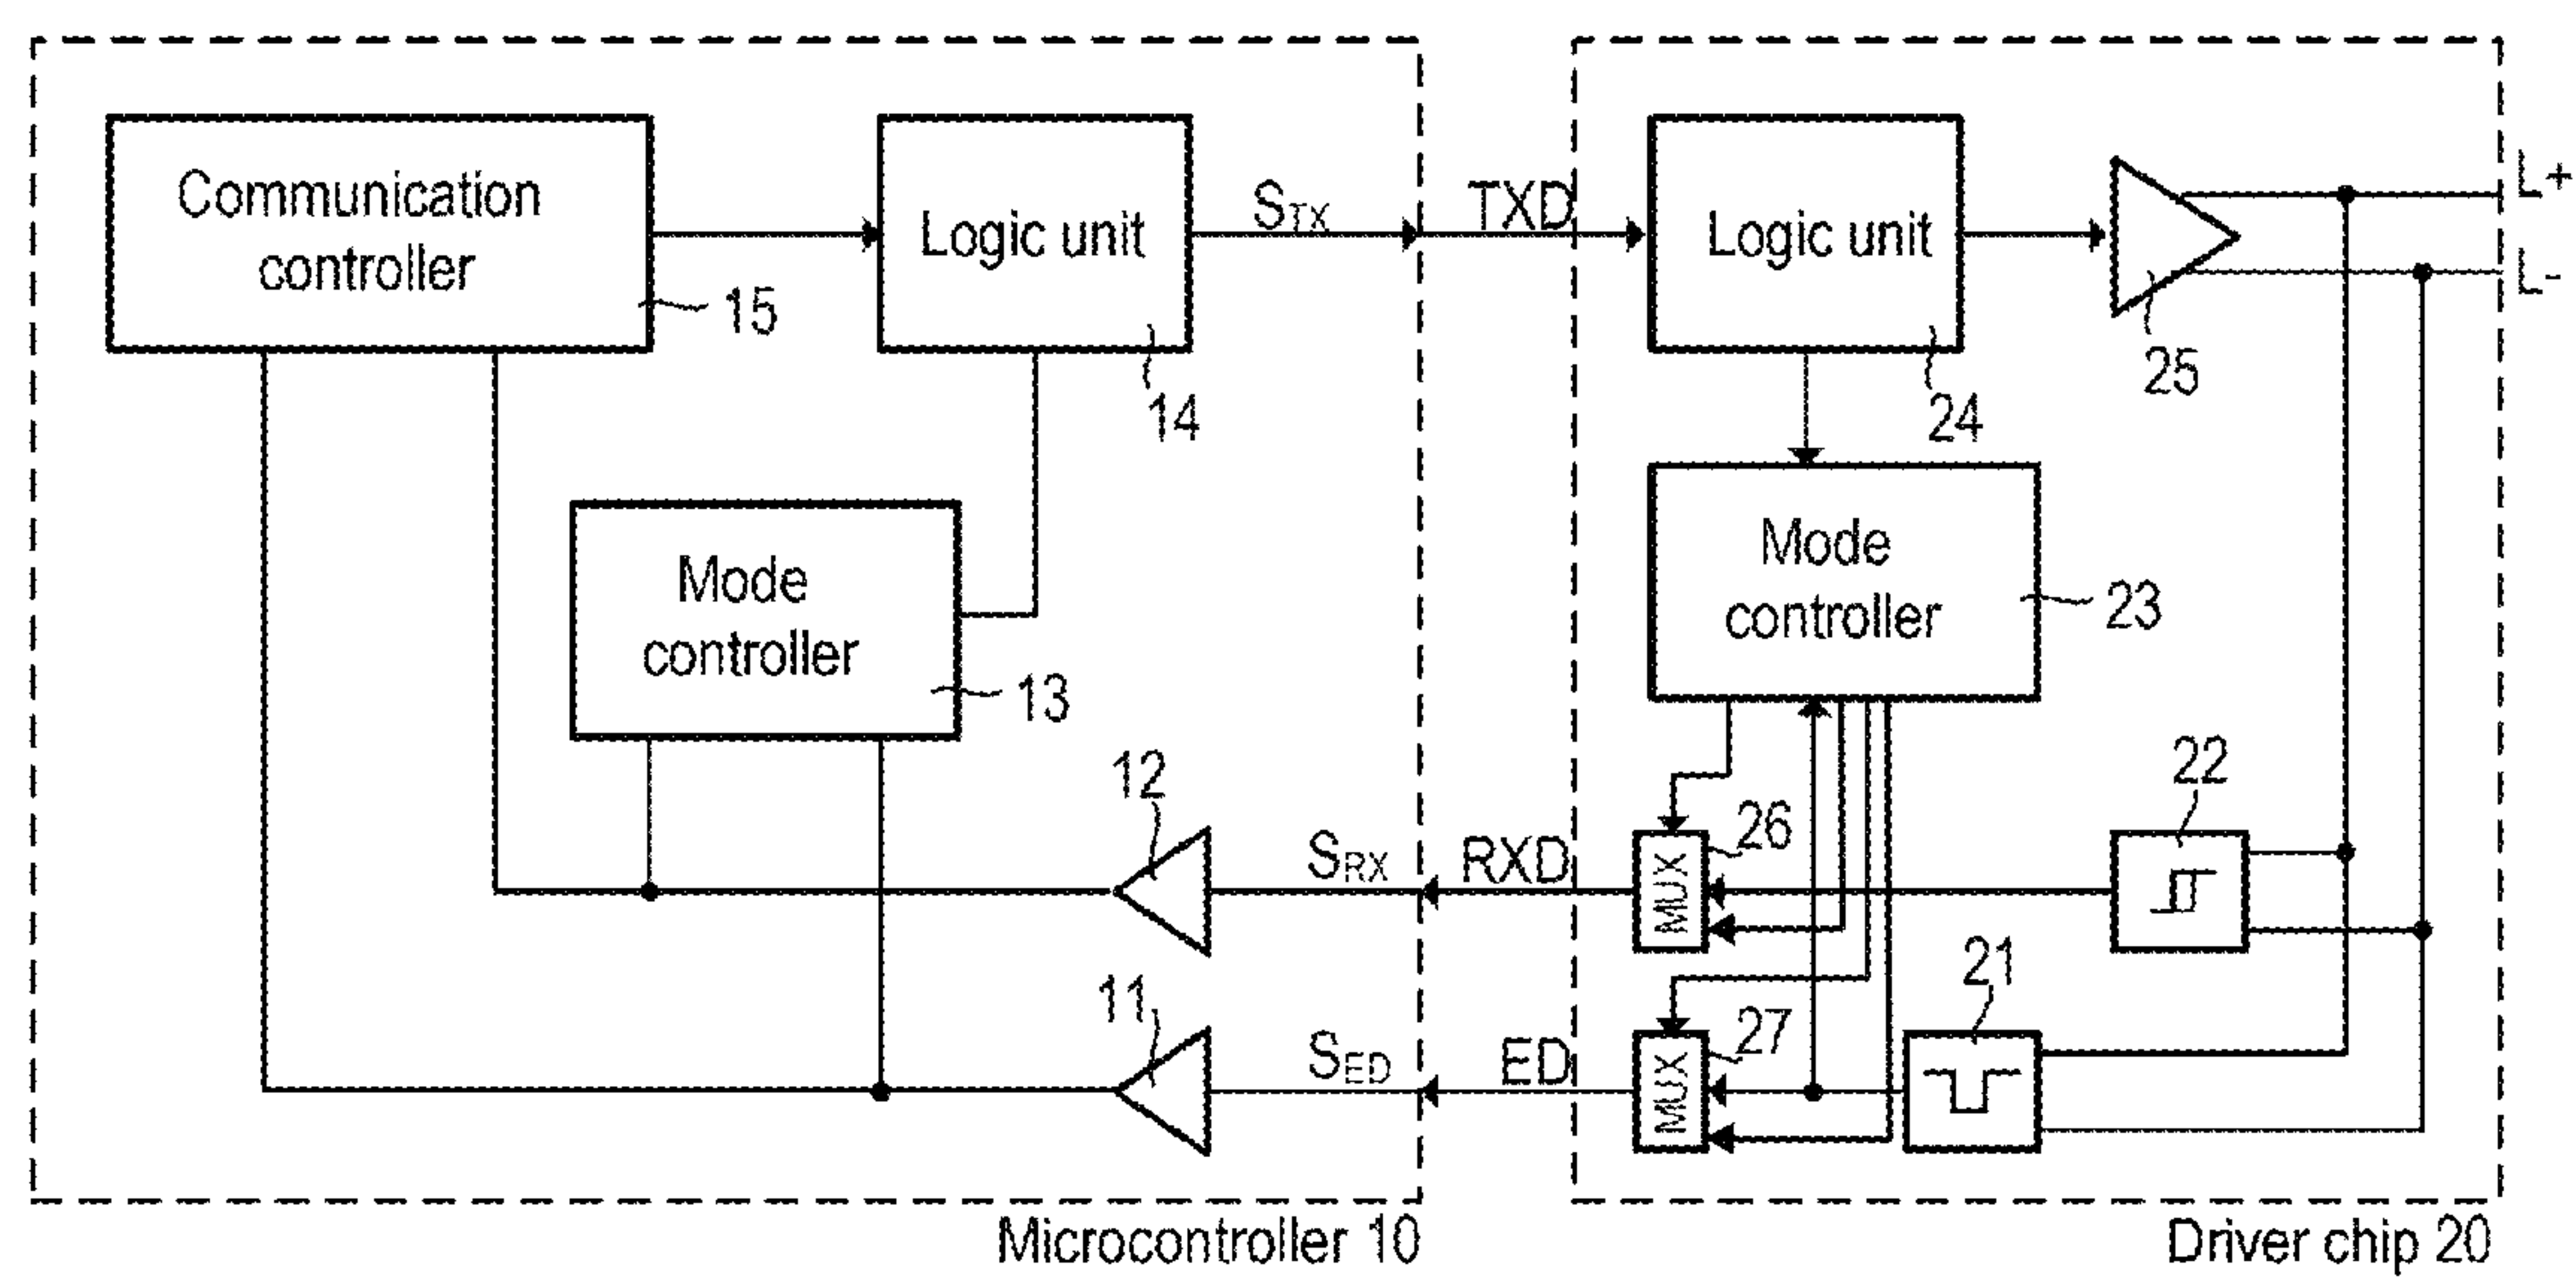 Communication
controller
15
Logic unit
14
STX
TXD
Logic unit
24
25
L+
L-
Mode
controller
13
Mode
controller
23
12
SRX
RXD
MUX
26
22
11
SED
ED
MUX
27
21
Microcontroller 10
Driver chip 20